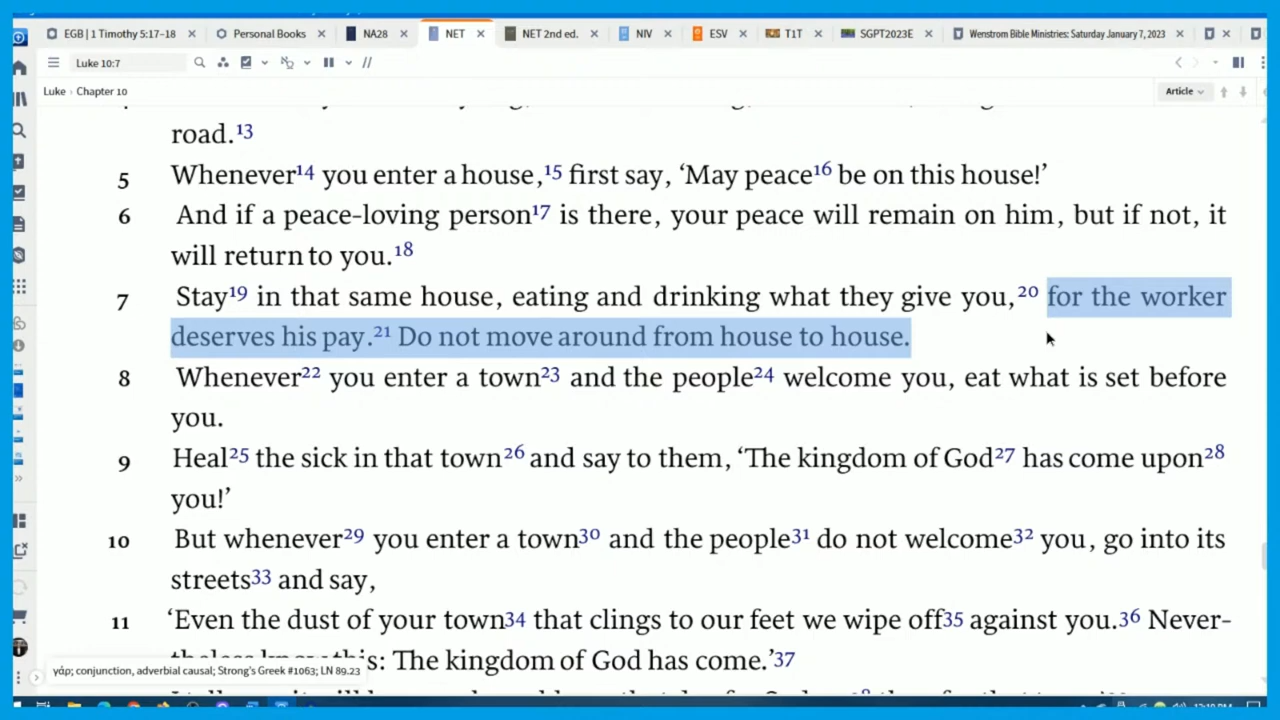 EGB | 1 Timothy 5:17–18 Personal Books NA28 NET NET 2nd ed. NIV ESV T1T SGPT2023E Wenstrom Bible Ministries: Saturday January 7, 2023
Luke 10:7
Luke › Chapter 10 Article
road.13
5 Whenever14 you enter a house,15 first say, ‘May peace16 be on this house!’
6 And if a peace-loving person17 is there, your peace will remain on him, but if not, it
will return to you.18
7 Stay19 in that same house, eating and drinking what they give you,20 for the worker
deserves his pay.21 Do not move around from house to house.
8 Whenever22 you enter a town23 and the people24 welcome you, eat what is set before
you.
9 Heal25 the sick in that town26 and say to them, ‘The kingdom of God27 has come upon28
you!’
10 But whenever29 you enter a town30 and the people31 do not welcome32 you, go into its
streets33 and say,
11 ‘Even the dust of your town34 that clings to our feet we wipe off35 against you.36 Never-
this: The kingdom of God has come.’37
γάρ; conjunction, adverbial causal; Strong’s Greek #1063; LN 89.23